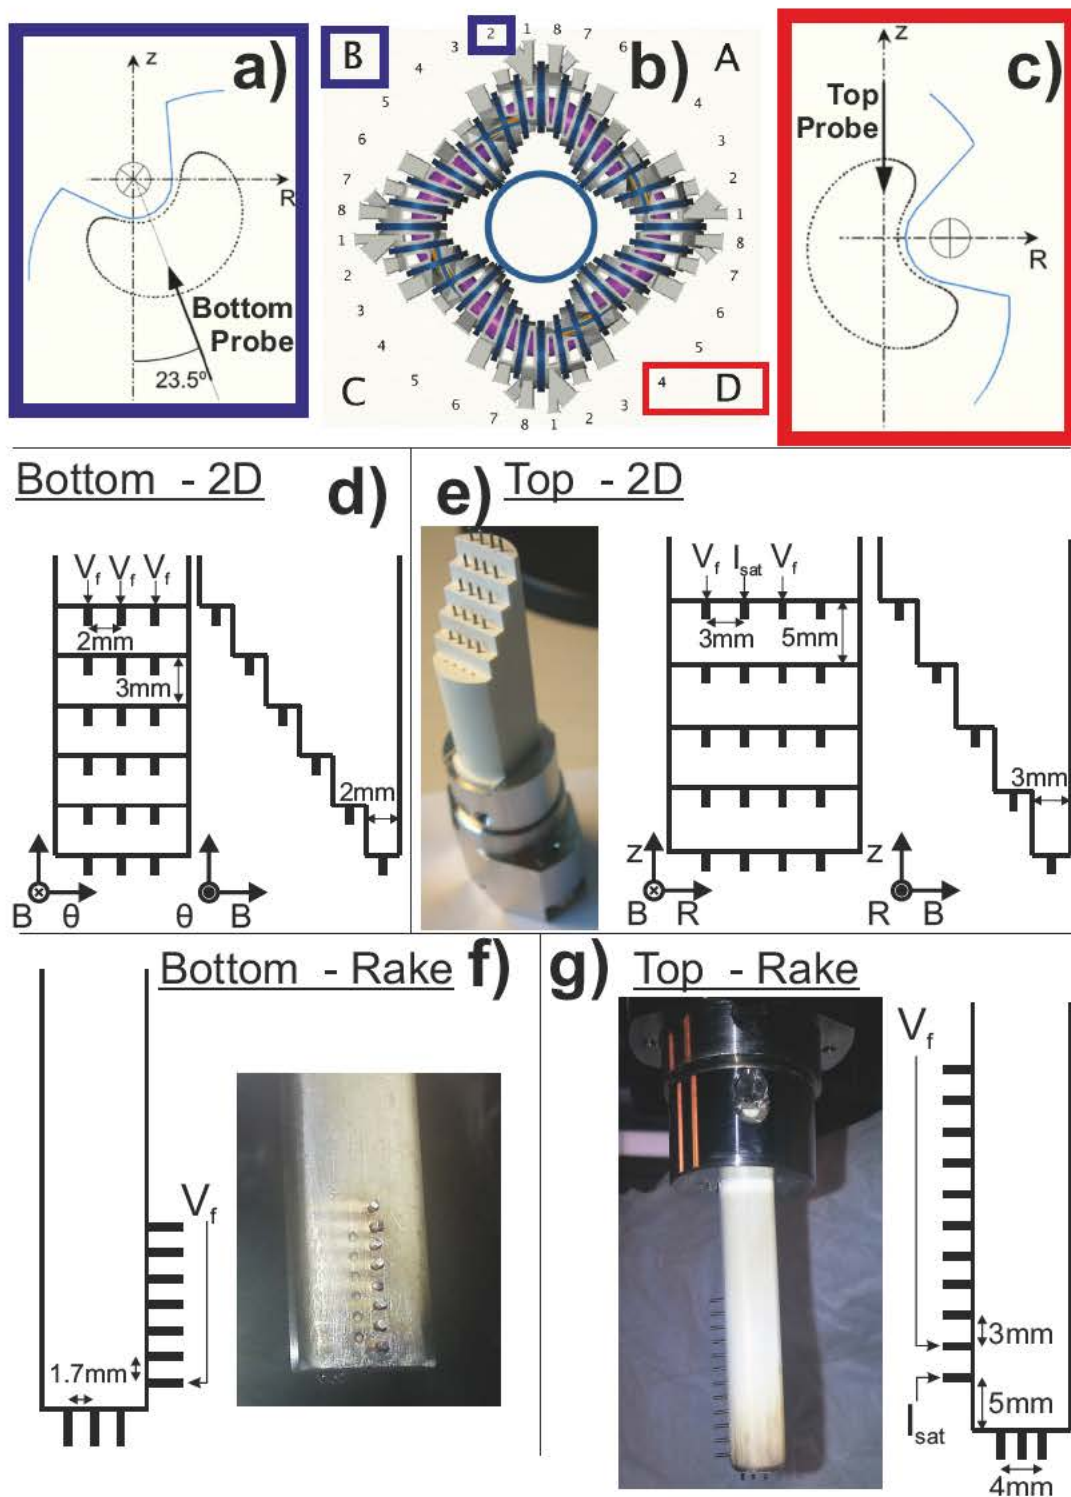 a)
z
R
Bottom
Probe
23.5º
B
b)
A
C
D
2
1
8
7
6
3
4
5
6
7
8
1
2
3
4
5
6
7
8
1
2
3
4
5
6
7
8
1
2
3
4
c)
z
Top
Probe
R
Bottom - 2D
d)
Vf Vf Vf
2mm
3mm
2mm
B θ
θ B
e)
Top - 2D
Vf Isat Vf
3mm
5mm
3mm
z
B R
z
R B
Bottom - Rake
f)
Vf
1.7mm
g)
Top - Rake
Vf
3mm
5mm
Isat
4mm